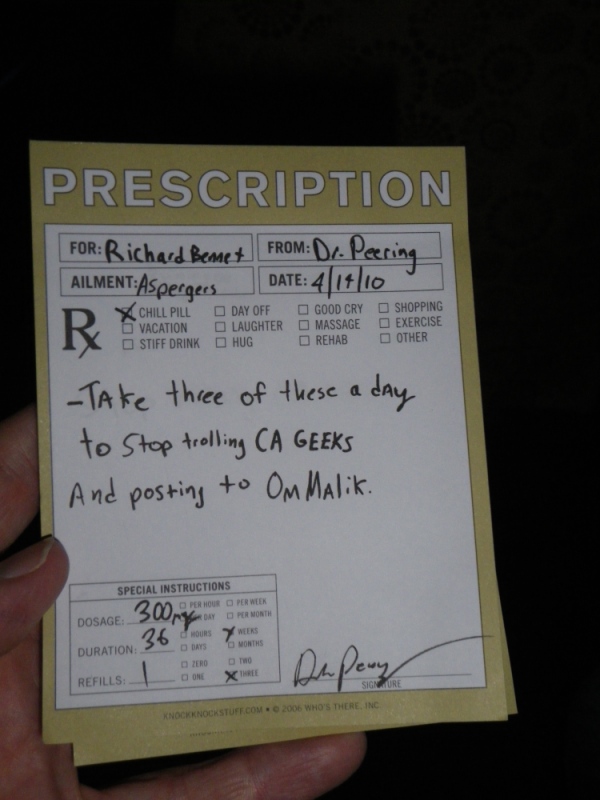 PRESCRIPTION
FOR: Richard Bennet FROM: Dr. Peering
AILMENT: Aspergers DATE: 4/14/10
Rx
CHILL PILL DAY OFF GOOD CRY SHOPPING
VACATION LAUGHTER MASSAGE EXERCISE
STIFF DRINK HUG REHAB OTHER
-TAke three of these a dAy
to Stop trolling CA GEEKS
And posting to OM MAlik.
SPECIAL INSTRUCTIONS
DOSAGE: 300mg PER HOUR PER WEEK
PER DAY PER MONTH
DURATION: 36 HOURS WEEKS
DAYS MONTHS
REFILLS: 1 ZERO TWO
ONE THREE
SIGNATURE
KNOCKKNOCKSTUFF.COM • © 2006 WHO'S THERE, INC.